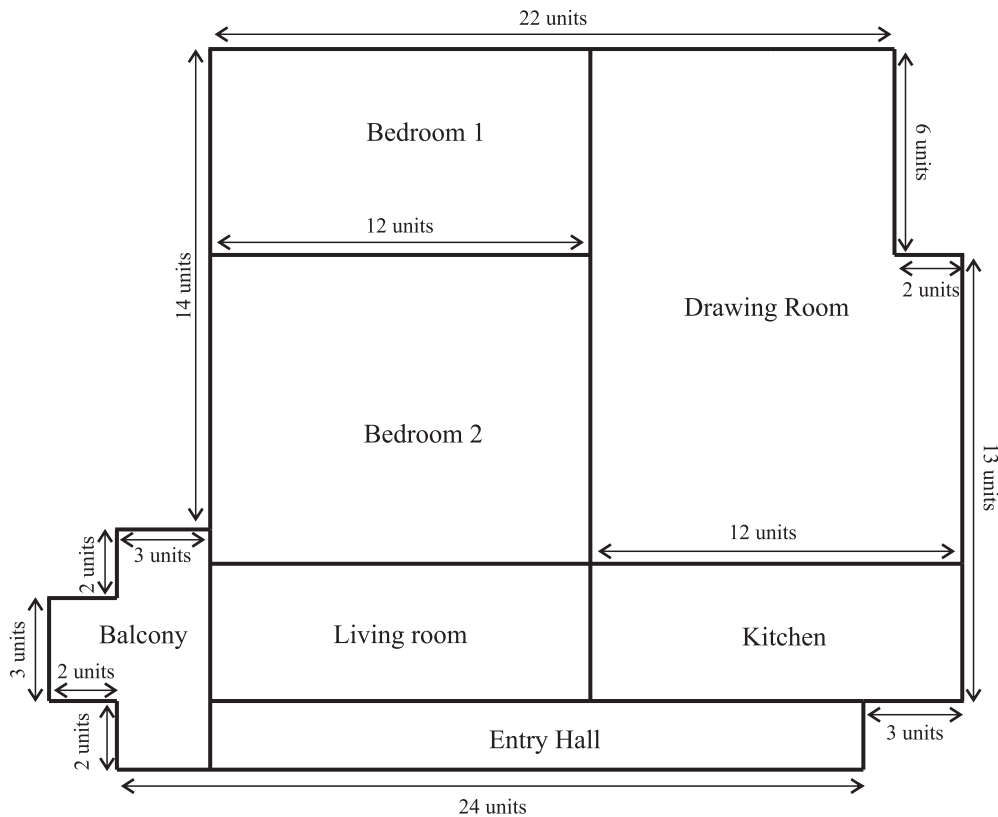 22 units
Bedroom 1
6 units
12 units
14 units
2 units
Drawing Room
Bedroom 2
13 units
12 units
2 units
3 units
3 units
Balcony
Living room
Kitchen
2 units
2 units
3 units
Entry Hall
24 units